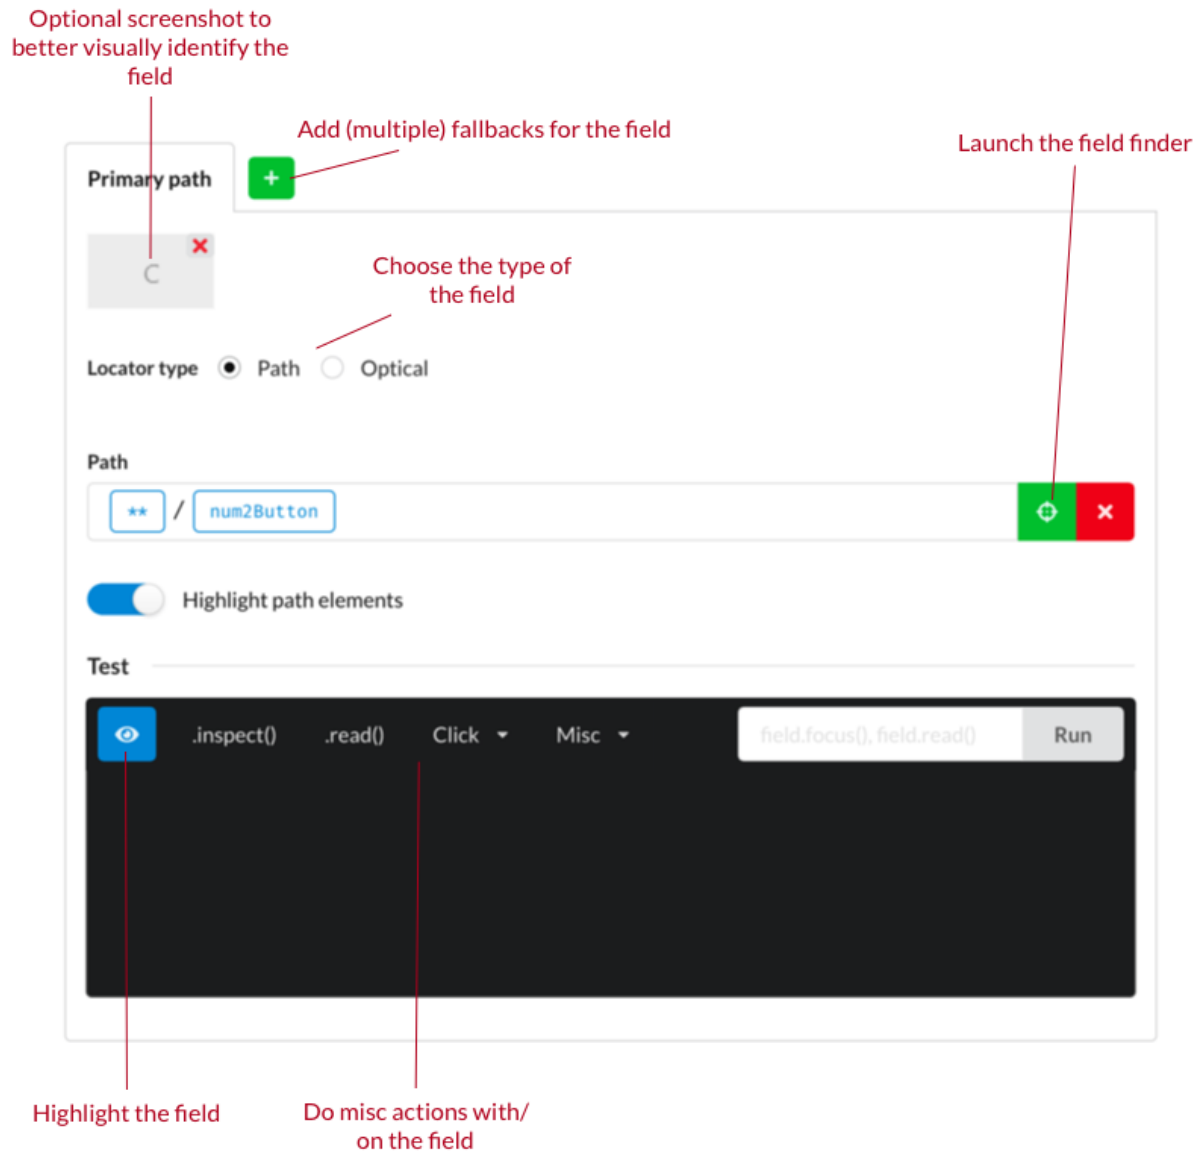 Optional screenshot to
better visually identify the
field
Add (multiple) fallbacks for the field
Launch the field finder
Primary path
+
C
Choose the type of
the field
Locator type Path Optical
Path
** / num2Button
Highlight path elements
Test
.inspect() .read() Click Misc field.focus(), field.read() Run
Highlight the field
Do misc actions with/
on the field